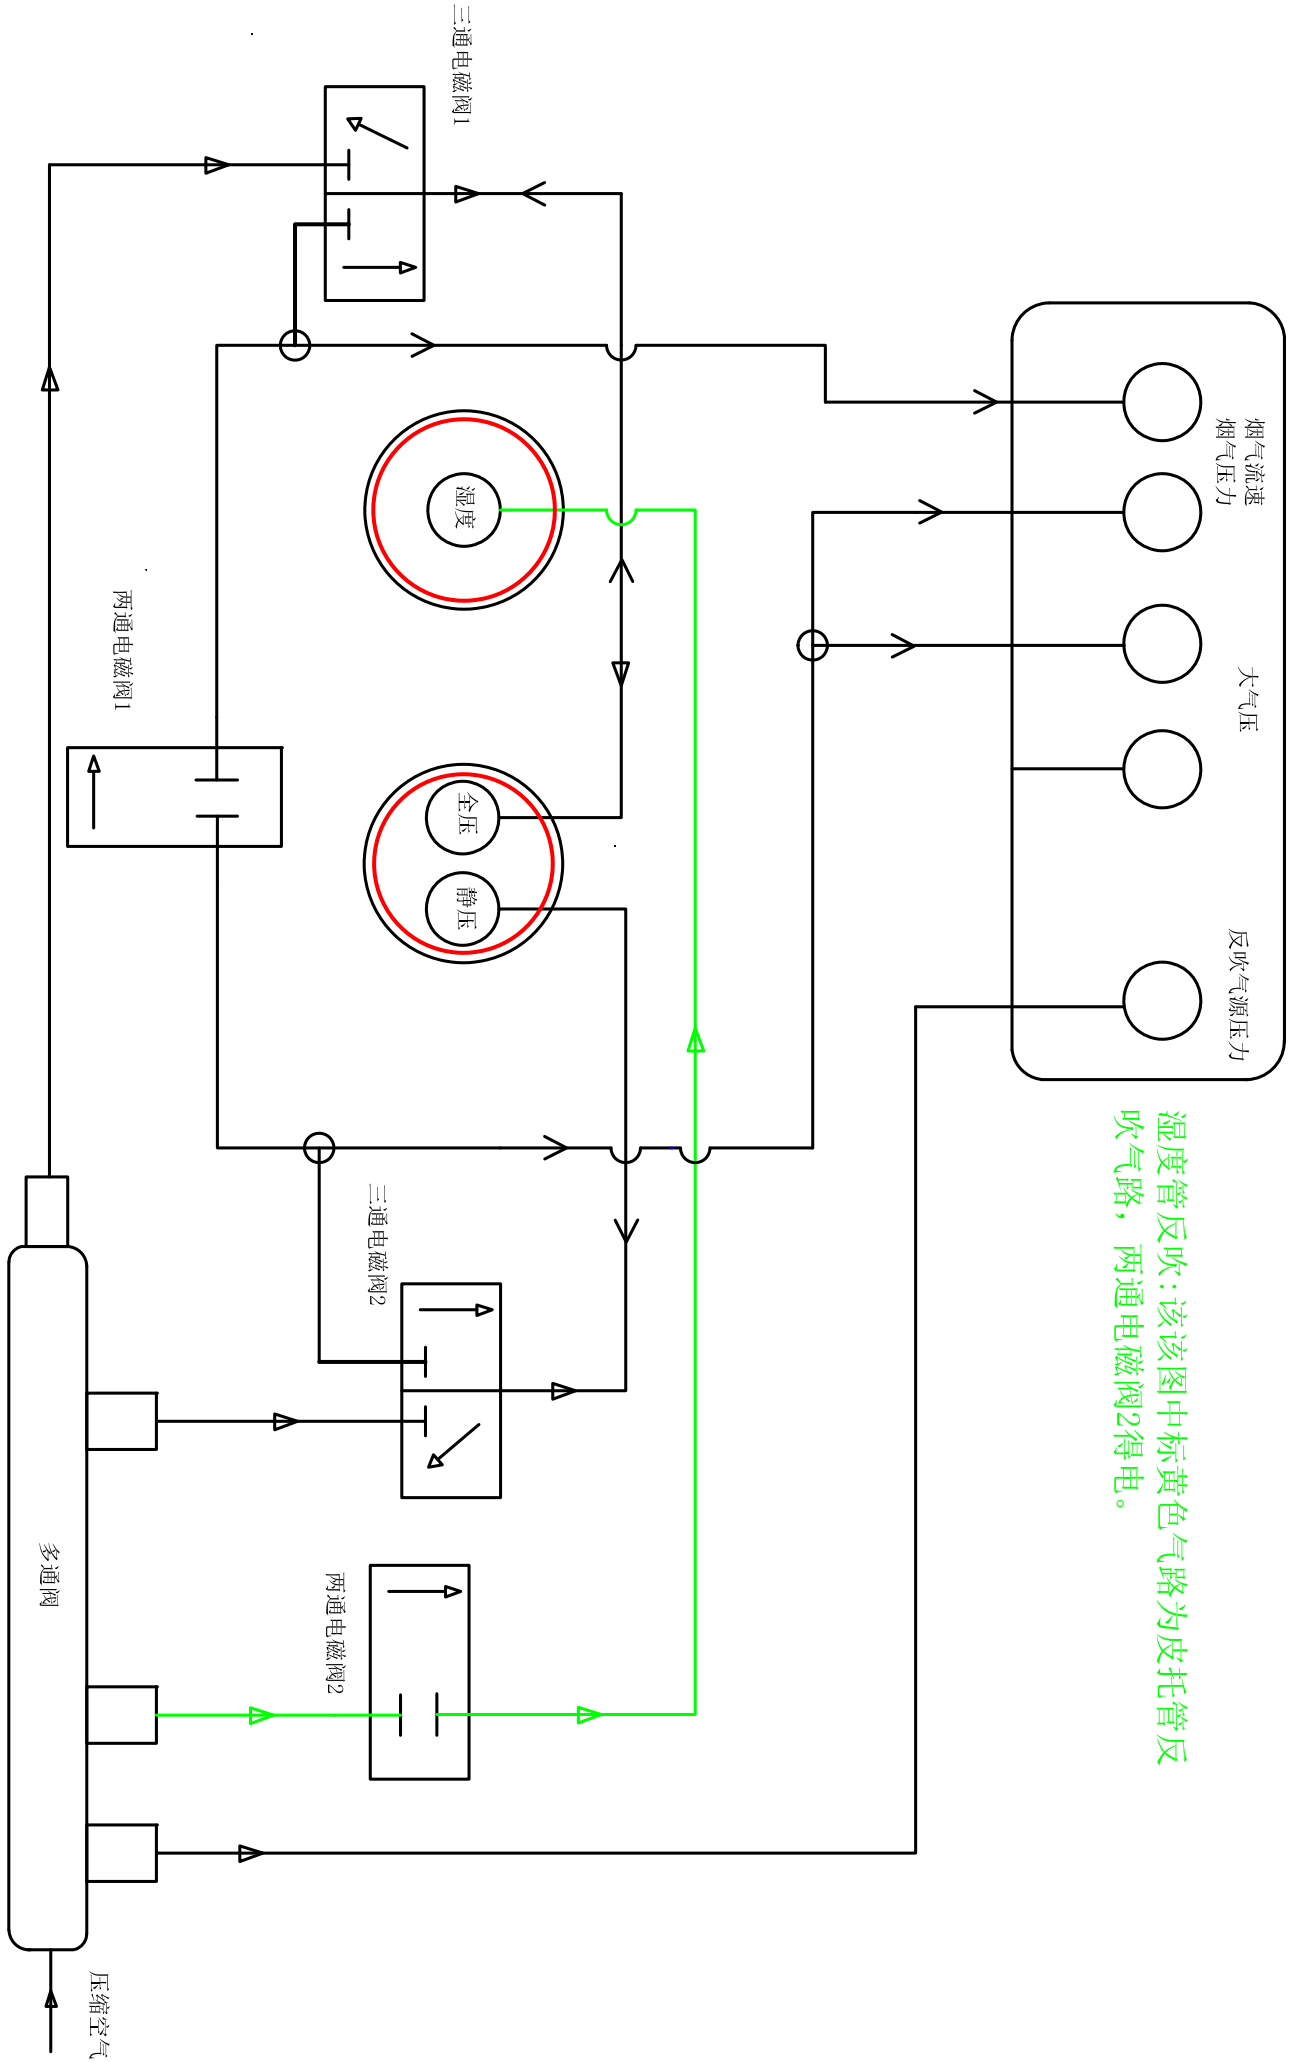 烟气流速
烟气压力
大气压
反吹气源压力
湿度管反吹:该该图中标黄色气路为皮托管反
吹气路，两通电磁阀2得电。
三通电磁阀1
湿度
全压
静压
三通电磁阀2
两通电磁阀2
两通电磁阀1
多通阀
压缩空气